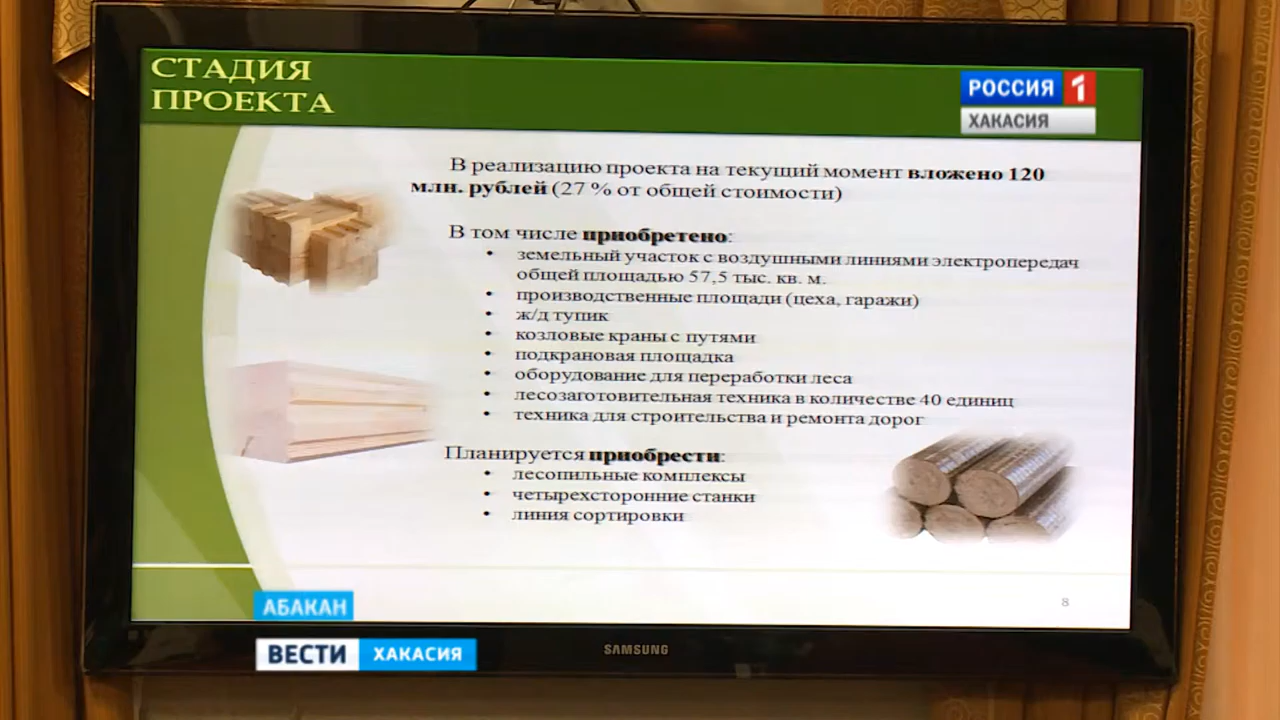 СТАДИЯ
ПРОЕКТА
РОССИЯ 1
ХАКАСИЯ
В реализацию проекта на текущий момент вложено 120
млн. рублей (27 % от общей стоимости)
В том числе приобретено:
• земельный участок с воздушными линиями электропередач
общей площадью 57,5 тыс. кв. м.
• производственные площади (цеха, гаражи)
• ж/д тупик
• козловые краны с путями
• подкрановая площадка
• оборудование для переработки леса
• лесозаготовительная техника в количестве 40 единиц
• техника для строительства и ремонта дорог
Планируется приобрести:
• лесопильные комплексы
• четырехсторонние станки
• линия сортировки
8
АБАКАН
ВЕСТИ ХАКАСИЯ
SAMSUNG